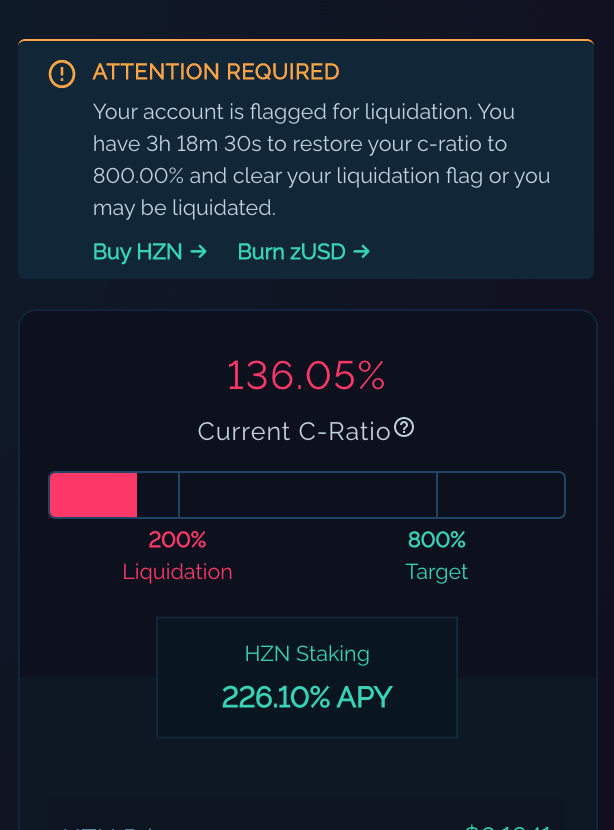 ATTENTION REQUIRED
Your account is flagged for liquidation. You
have 3h 18m 30s to restore your c-ratio to
800.00% and clear your liquidation flag or you
may be liquidated.
Buy HZN → Burn zUSD →
136.05%
Current C-Ratio
200% 800%
Liquidation Target
HZN Staking
226.10% APY